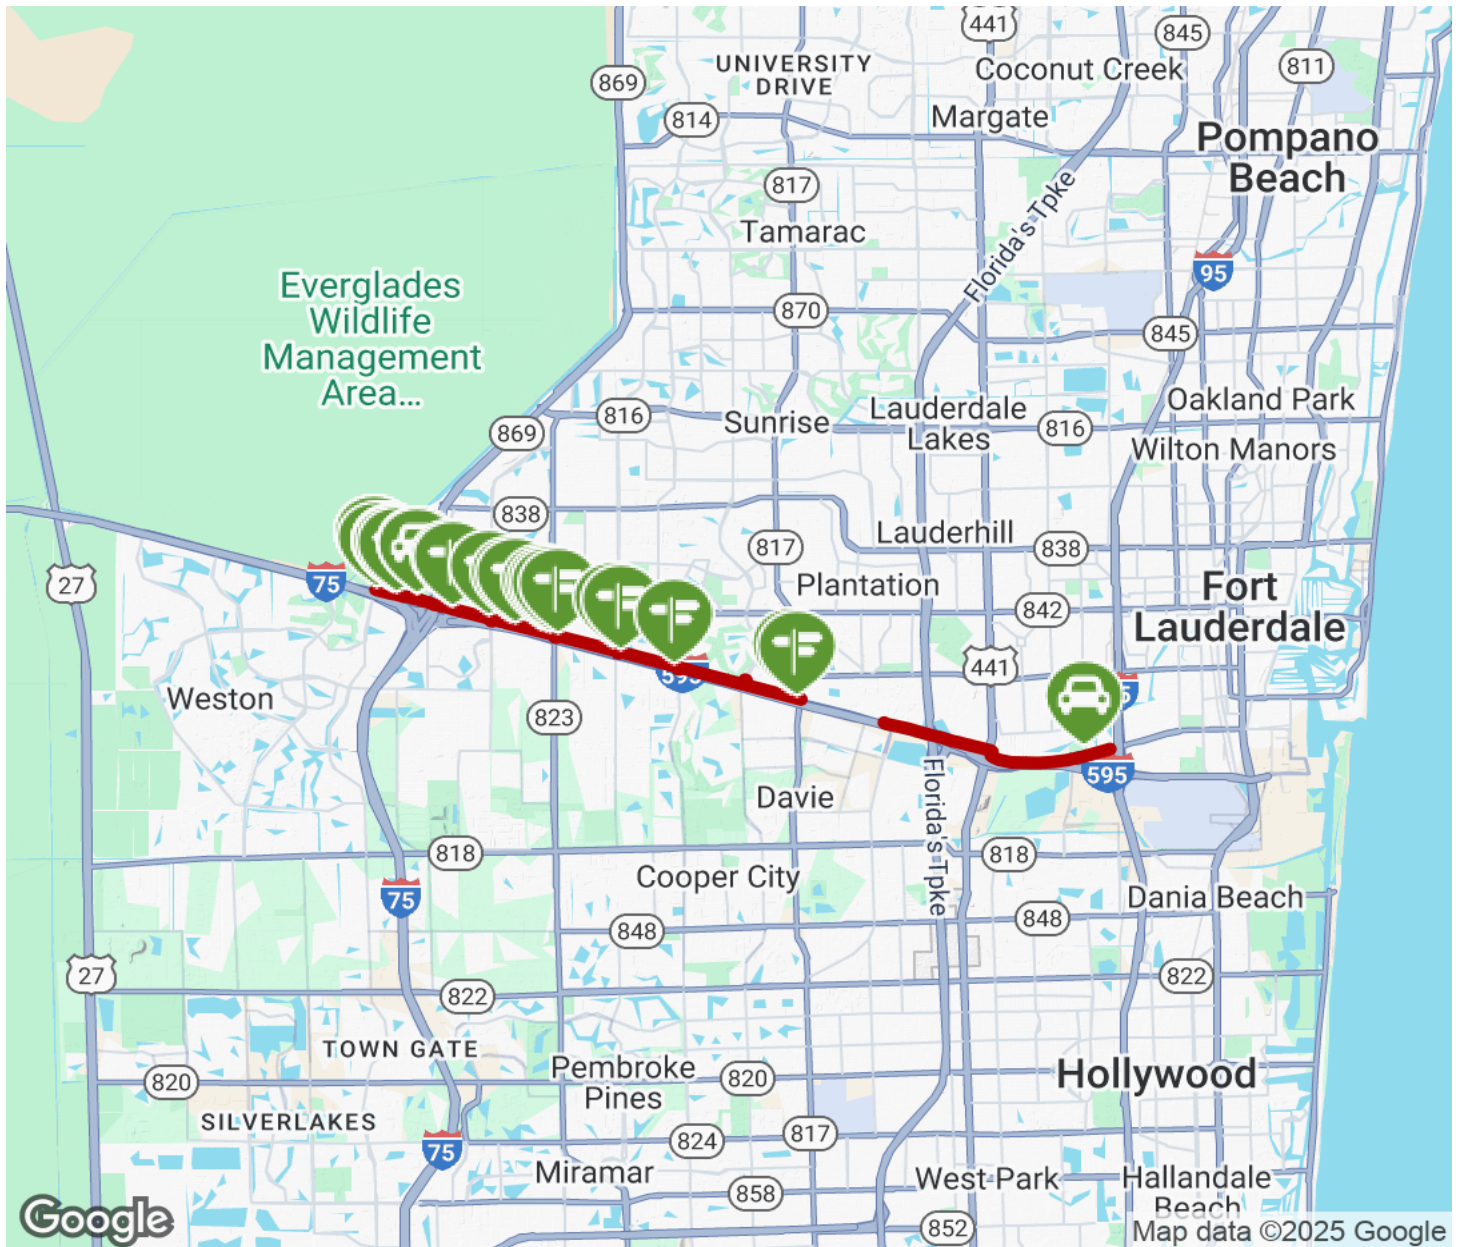 441
845
UNIVERSITY
DRIVE
Coconut Creek
811
869
814
Margate
Pompano
Beach
817
Tamarac
Florida's Tpke
95
Everglades
Wildlife
Management
Area...
870
845
816
Sunrise
Lauderdale
Lakes
816
Oakland Park
869
Wilton Manors
838
Lauderhill
817
838
27
75
Plantation
842
Fort
Lauderdale
441
595
5
Weston
823
595
Florida's Tpke
Davie
818
818
Cooper City
75
Dania Beach
848
848
27
822
822
TOWN GATE
Pembroke
Pines
820
820
Hollywood
SILVERLAKES
75
824
817
Miramar
858
West Park
Hallandale
Beach
852
Google
Map data ©2025 Google